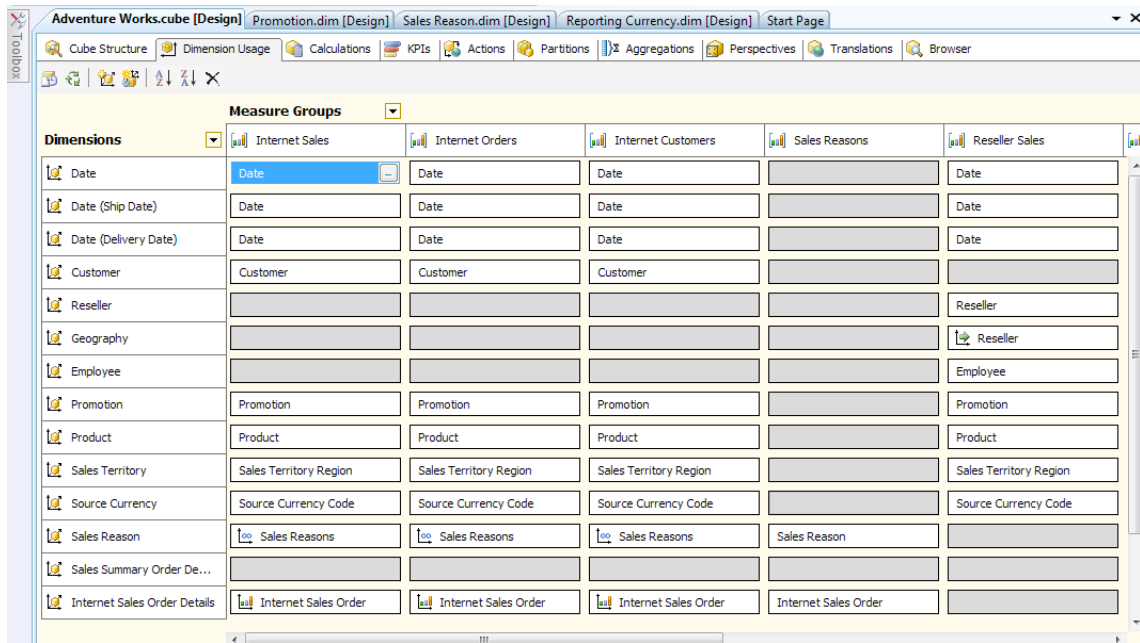 Adventure Works.cube [Design] Promotion.dim [Design] Sales Reason.dim [Design] Reporting Currency.dim [Design] Start Page
Toolbox
Cube Structure Dimension Usage Calculations KPIs Actions Partitions Aggregations Perspectives Translations Browser
Measure Groups
Dimensions Internet Sales Internet Orders Internet Customers Sales Reasons Reseller Sales
Date Date ... Date Date Date
Date (Ship Date) Date Date Date Date
Date (Delivery Date) Date Date Date Date
Customer Customer Customer Customer
Reseller Reseller
Geography Reseller
Employee Employee
Promotion Promotion Promotion Promotion Promotion
Product Product Product Product Product
Sales Territory Sales Territory Region Sales Territory Region Sales Territory Region Sales Territory Region
Source Currency Source Currency Code Source Currency Code Source Currency Code Source Currency Code
Sales Reason Sales Reasons Sales Reasons Sales Reasons Sales Reason
Sales Summary Order De...
Internet Sales Order Details Internet Sales Order Internet Sales Order Internet Sales Order Internet Sales Order